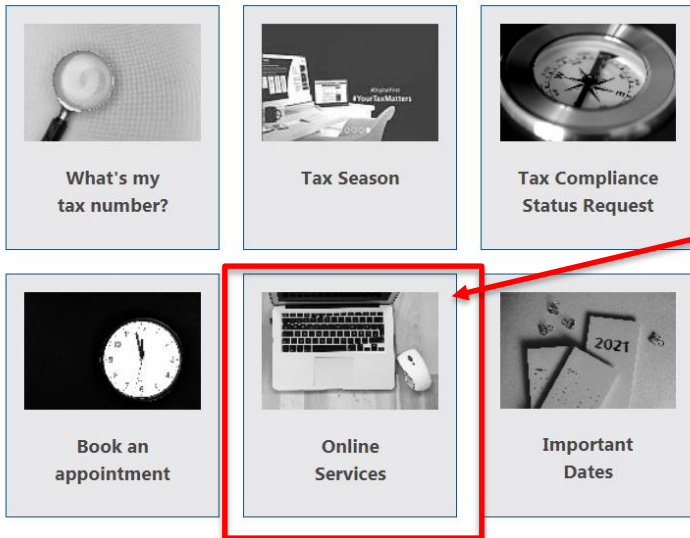 #DigitalFirst
#YourTaxMatters
What's my
tax number?
Tax Season
Tax Compliance
Status Request
2021
Book an
appointment
Online
Services
Important
Dates